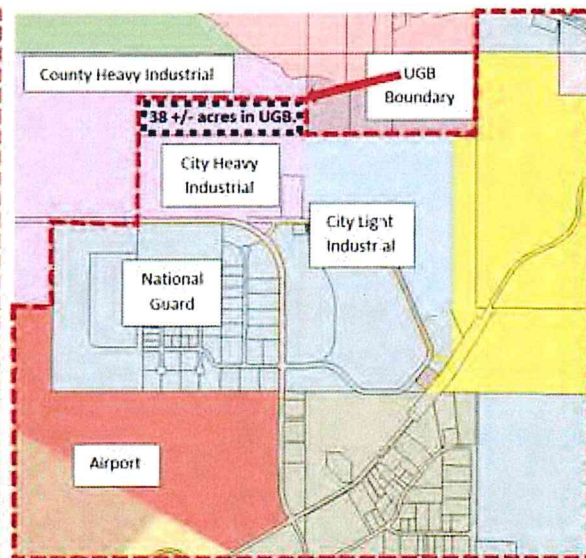 County Heavy Industrial
UGB
Boundary
38 +/- acres in UGB.
City Heavy
Industrial
City Light
Industrial
National
Guard
Airport